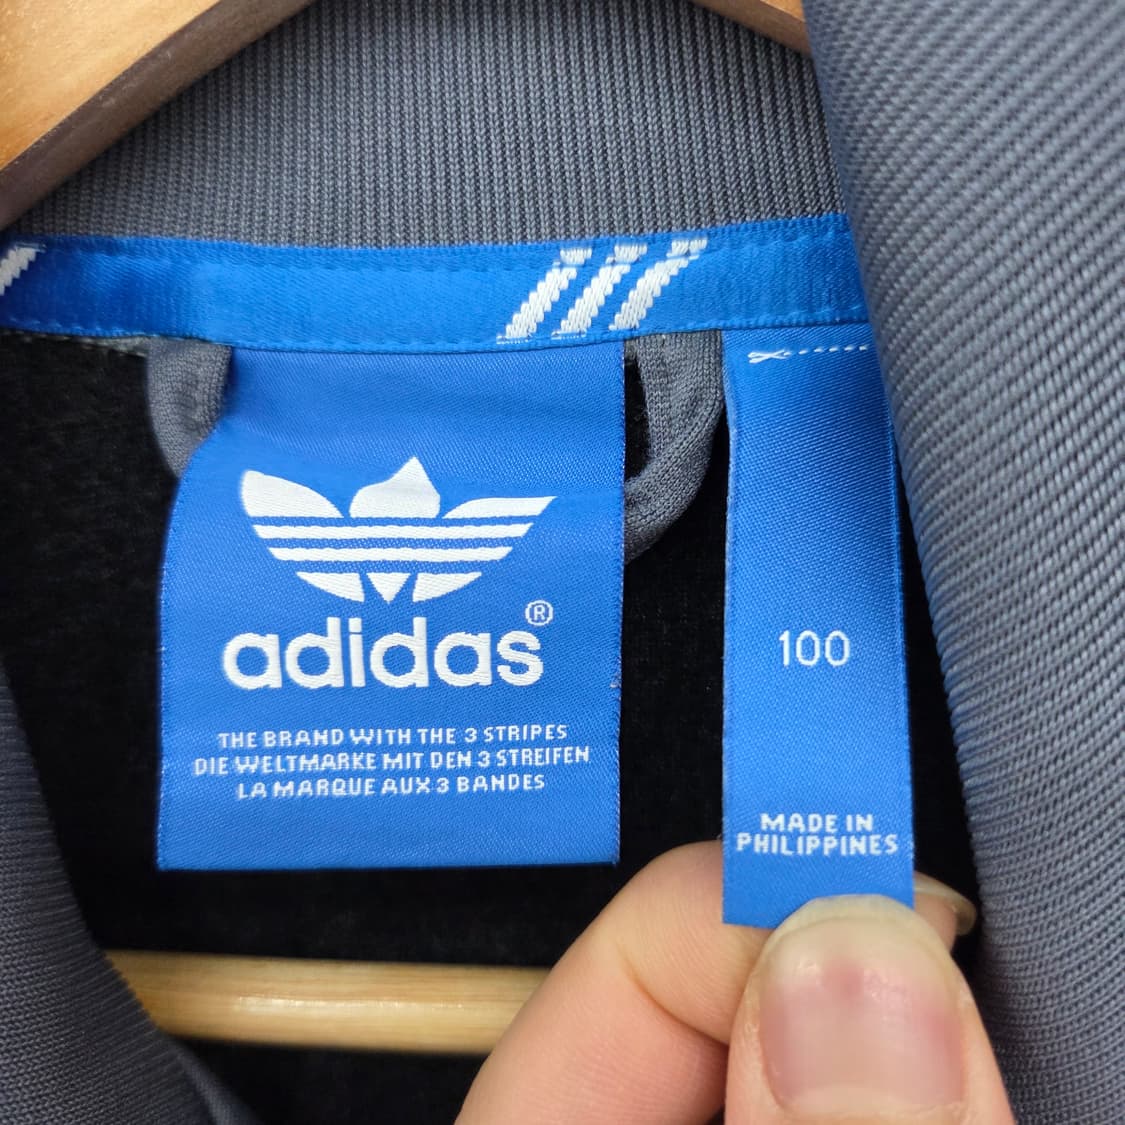 adidas®
THE BRAND WITH THE 3 STRIPES
DIE WELTMARKE MIT DEN 3 STREIFEN
LA MARQUE AUX 3 BANDES
100
MADE IN
PHILIPPINES